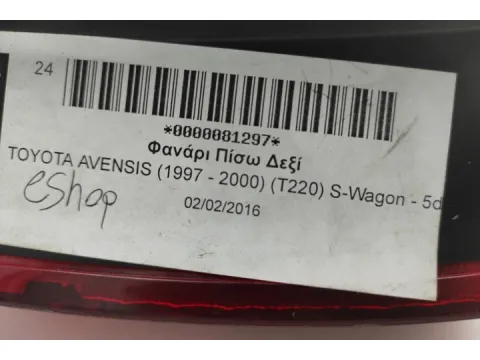 24
*0000081297*
Φανάρι Πίσω Δεξί
TOYOTA AVENSIS (1997 - 2000) (T220) S-Wagon - 5d
eshop
02/02/2016